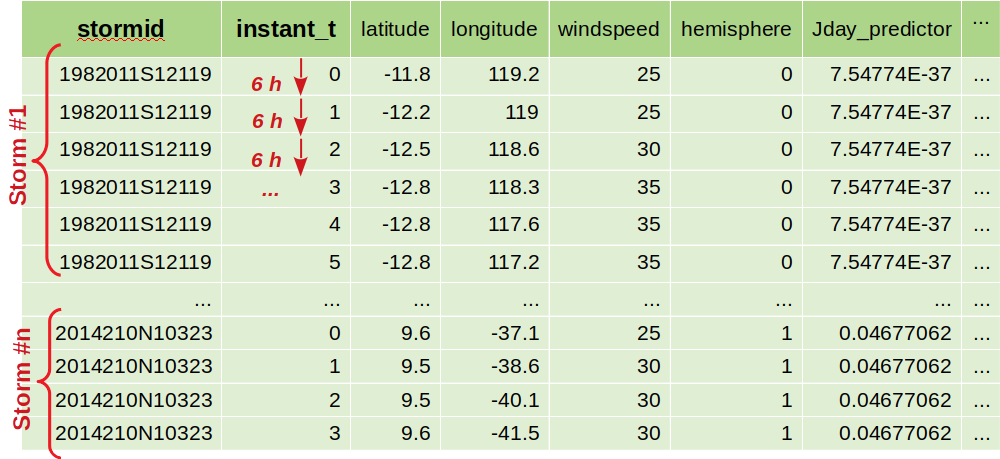 stormid instant_t latitude longitude windspeed hemisphere Jday_predictor ...
1982011S12119 6 h 0 -11.8 119.2 25 0 7.54774E-37 ...
1982011S12119 6 h 1 -12.2 119 25 0 7.54774E-37 ...
1982011S12119 6 h 2 -12.5 118.6 30 0 7.54774E-37 ...
1982011S12119 ... 3 -12.8 118.3 35 0 7.54774E-37 ...
1982011S12119 4 -12.8 117.6 35 0 7.54774E-37 ...
1982011S12119 5 -12.8 117.2 35 0 7.54774E-37 ...
Storm #1
... ... ... ... ... ... ... ...
2014210N10323 0 9.6 -37.1 25 1 0.04677062 ...
2014210N10323 1 9.5 -38.6 30 1 0.04677062 ...
2014210N10323 2 9.5 -40.1 30 1 0.04677062 ...
2014210N10323 3 9.6 -41.5 30 1 0.04677062 ...
Storm #n